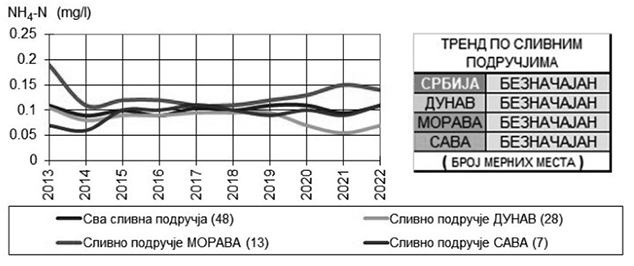 NH₄-N (mg/l)
0.25
0.2
0.15
0.1
0.05
0
2013
2014
2015
2016
2017
2018
2019
2020
2021
2022
ТРЕНД ПО СЛИВНИМ
ПОДРУЧЈИМА
СРБИЈА БЕЗНАЧАЈАН
ДУНАВ БЕЗНАЧАЈАН
МОРАВА БЕЗНАЧАЈАН
САВА БЕЗНАЧАЈАН
( БРОЈ МЕРНИХ МЕСТА )
Сва сливна подручја (48)
Сливно подручје ДУНАВ (28)
Сливно подручје МОРАВА (13)
Сливно подручје САВА (7)